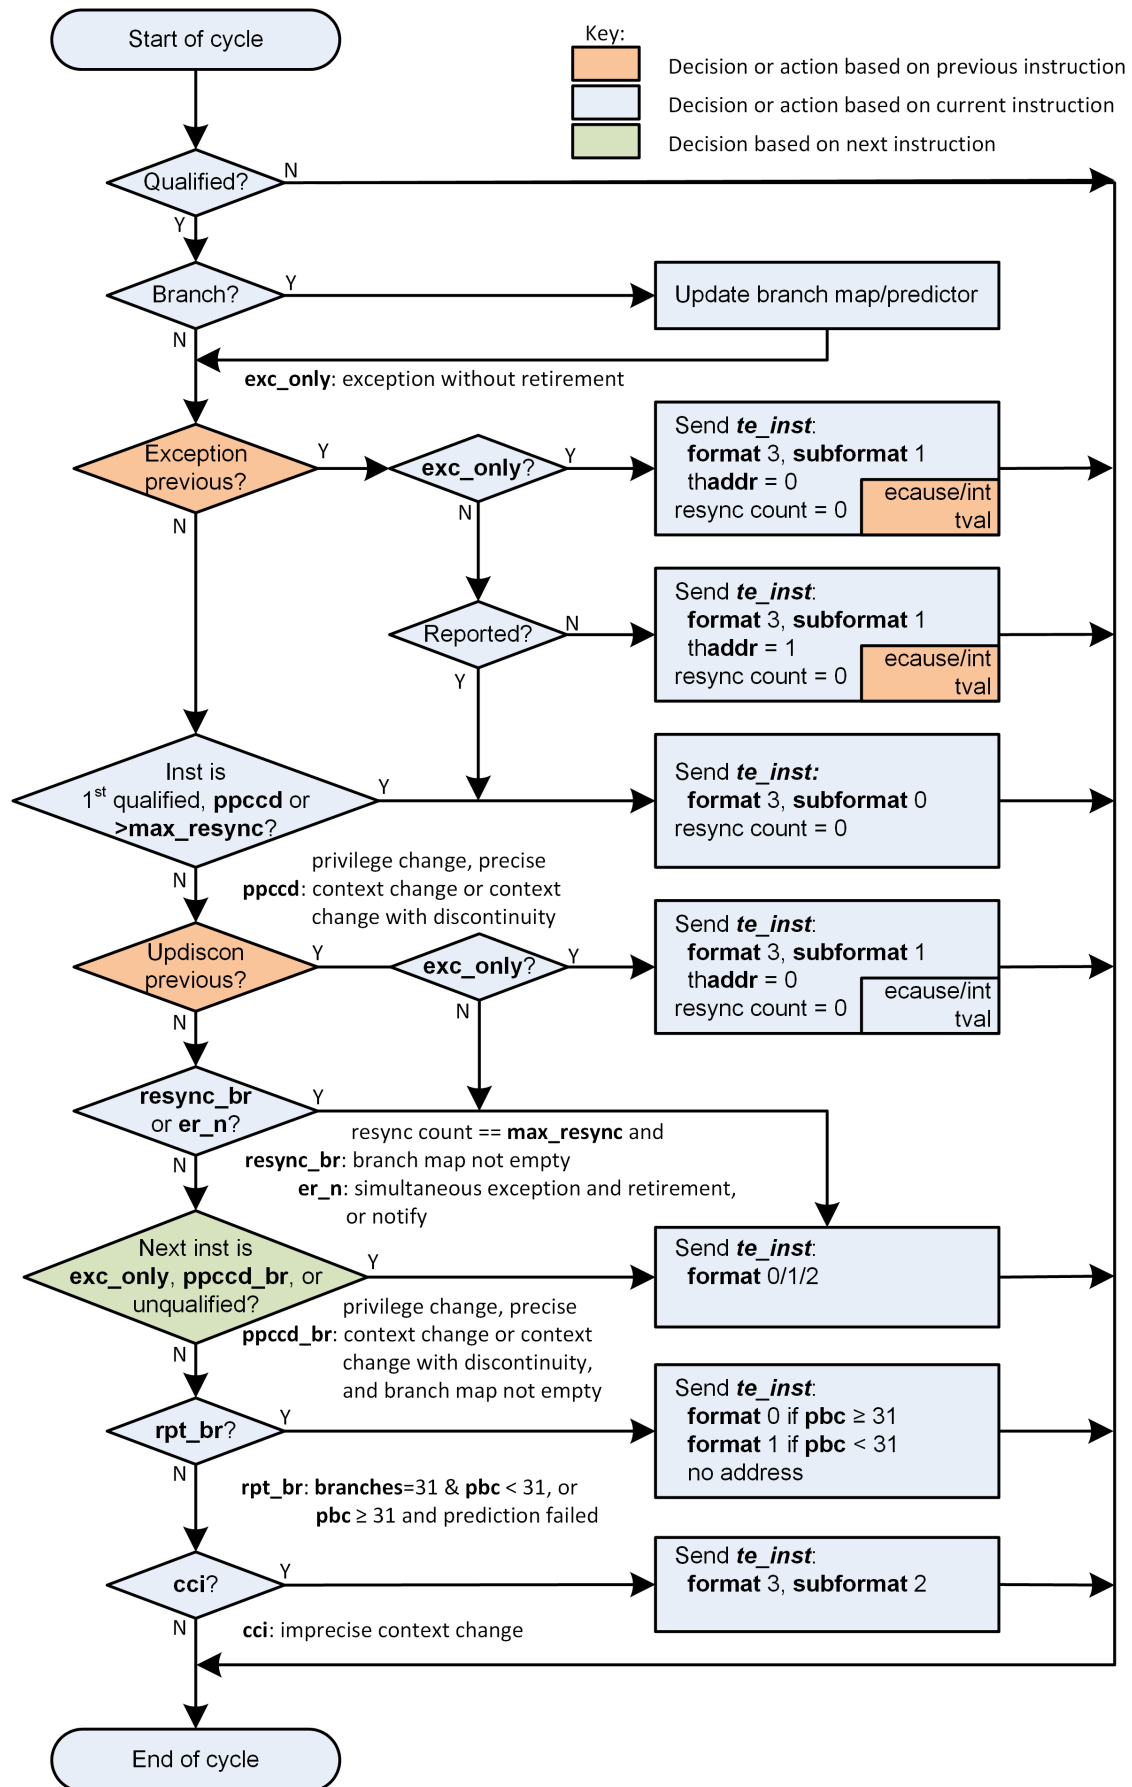 Start of cycle
Key:
Decision or action based on previous instruction
Decision or action based on current instruction
Decision based on next instruction
Qualified?
N
Y
Branch?
Y
Update branch map/predictor
N
exc_only: exception without retirement
Exception
previous?
Y
exc_only?
Y
Send te_inst:
format 3, subformat 1
thaddr = 0
resync count = 0
ecause/int
tval
N
N
Reported?
N
Send te_inst:
format 3, subformat 1
thaddr = 1
resync count = 0
ecause/int
tval
Y
Inst is
1st qualified, ppccd or
>max_resync?
Y
Send te_inst:
format 3, subformat 0
resync count = 0
N
privilege change, precise
ppccd: context change or context
change with discontinuity
Updiscon
previous?
Y
exc_only?
Y
Send te_inst:
format 3, subformat 1
thaddr = 0
resync count = 0
ecause/int
tval
N
N
resync_br
or er_n?
Y
resync count == max_resync and
resync_br: branch map not empty
er_n: simultaneous exception and retirement,
or notify
N
Next inst is
exc_only, ppccd_br, or
unqualified?
Y
Send te_inst:
format 0/1/2
privilege change, precise
ppccd_br: context change or context
change with discontinuity,
and branch map not empty
N
rpt_br?
Y
Send te_inst:
format 0 if pbc ≥ 31
format 1 if pbc < 31
no address
N
rpt_br: branches=31 & pbc < 31, or
pbc ≥ 31 and prediction failed
cci?
Y
Send te_inst:
format 3, subformat 2
N
cci: imprecise context change
End of cycle